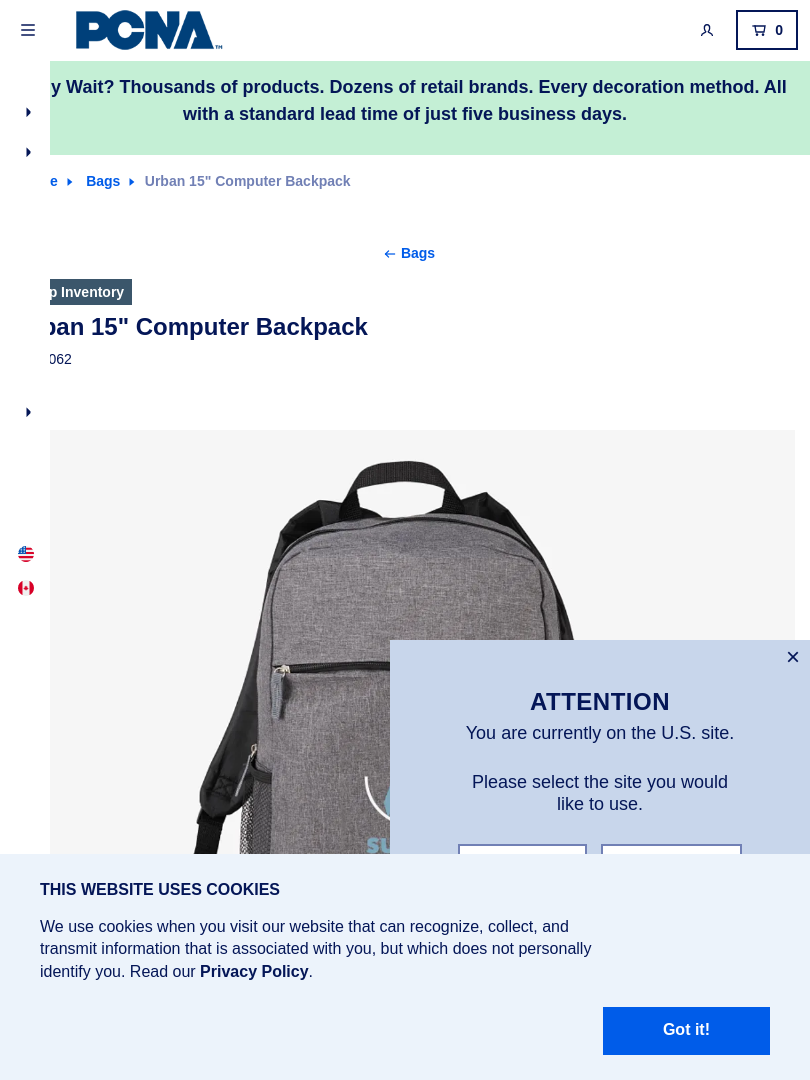 PCNA™
0
Wait? Thousands of products. Dozens of retail brands. Every decoration method. All
with a standard lead time of just five business days.
Bags
Urban 15" Computer Backpack
← Bags
Inventory
15" Computer Backpack
ATTENTION
You are currently on the U.S. site.
Please select the site you would
like to use.
THIS WEBSITE USES COOKIES
We use cookies when you visit our website that can recognize, collect, and
transmit information that is associated with you, but which does not personally
identify you. Read our Privacy Policy.
Got it!